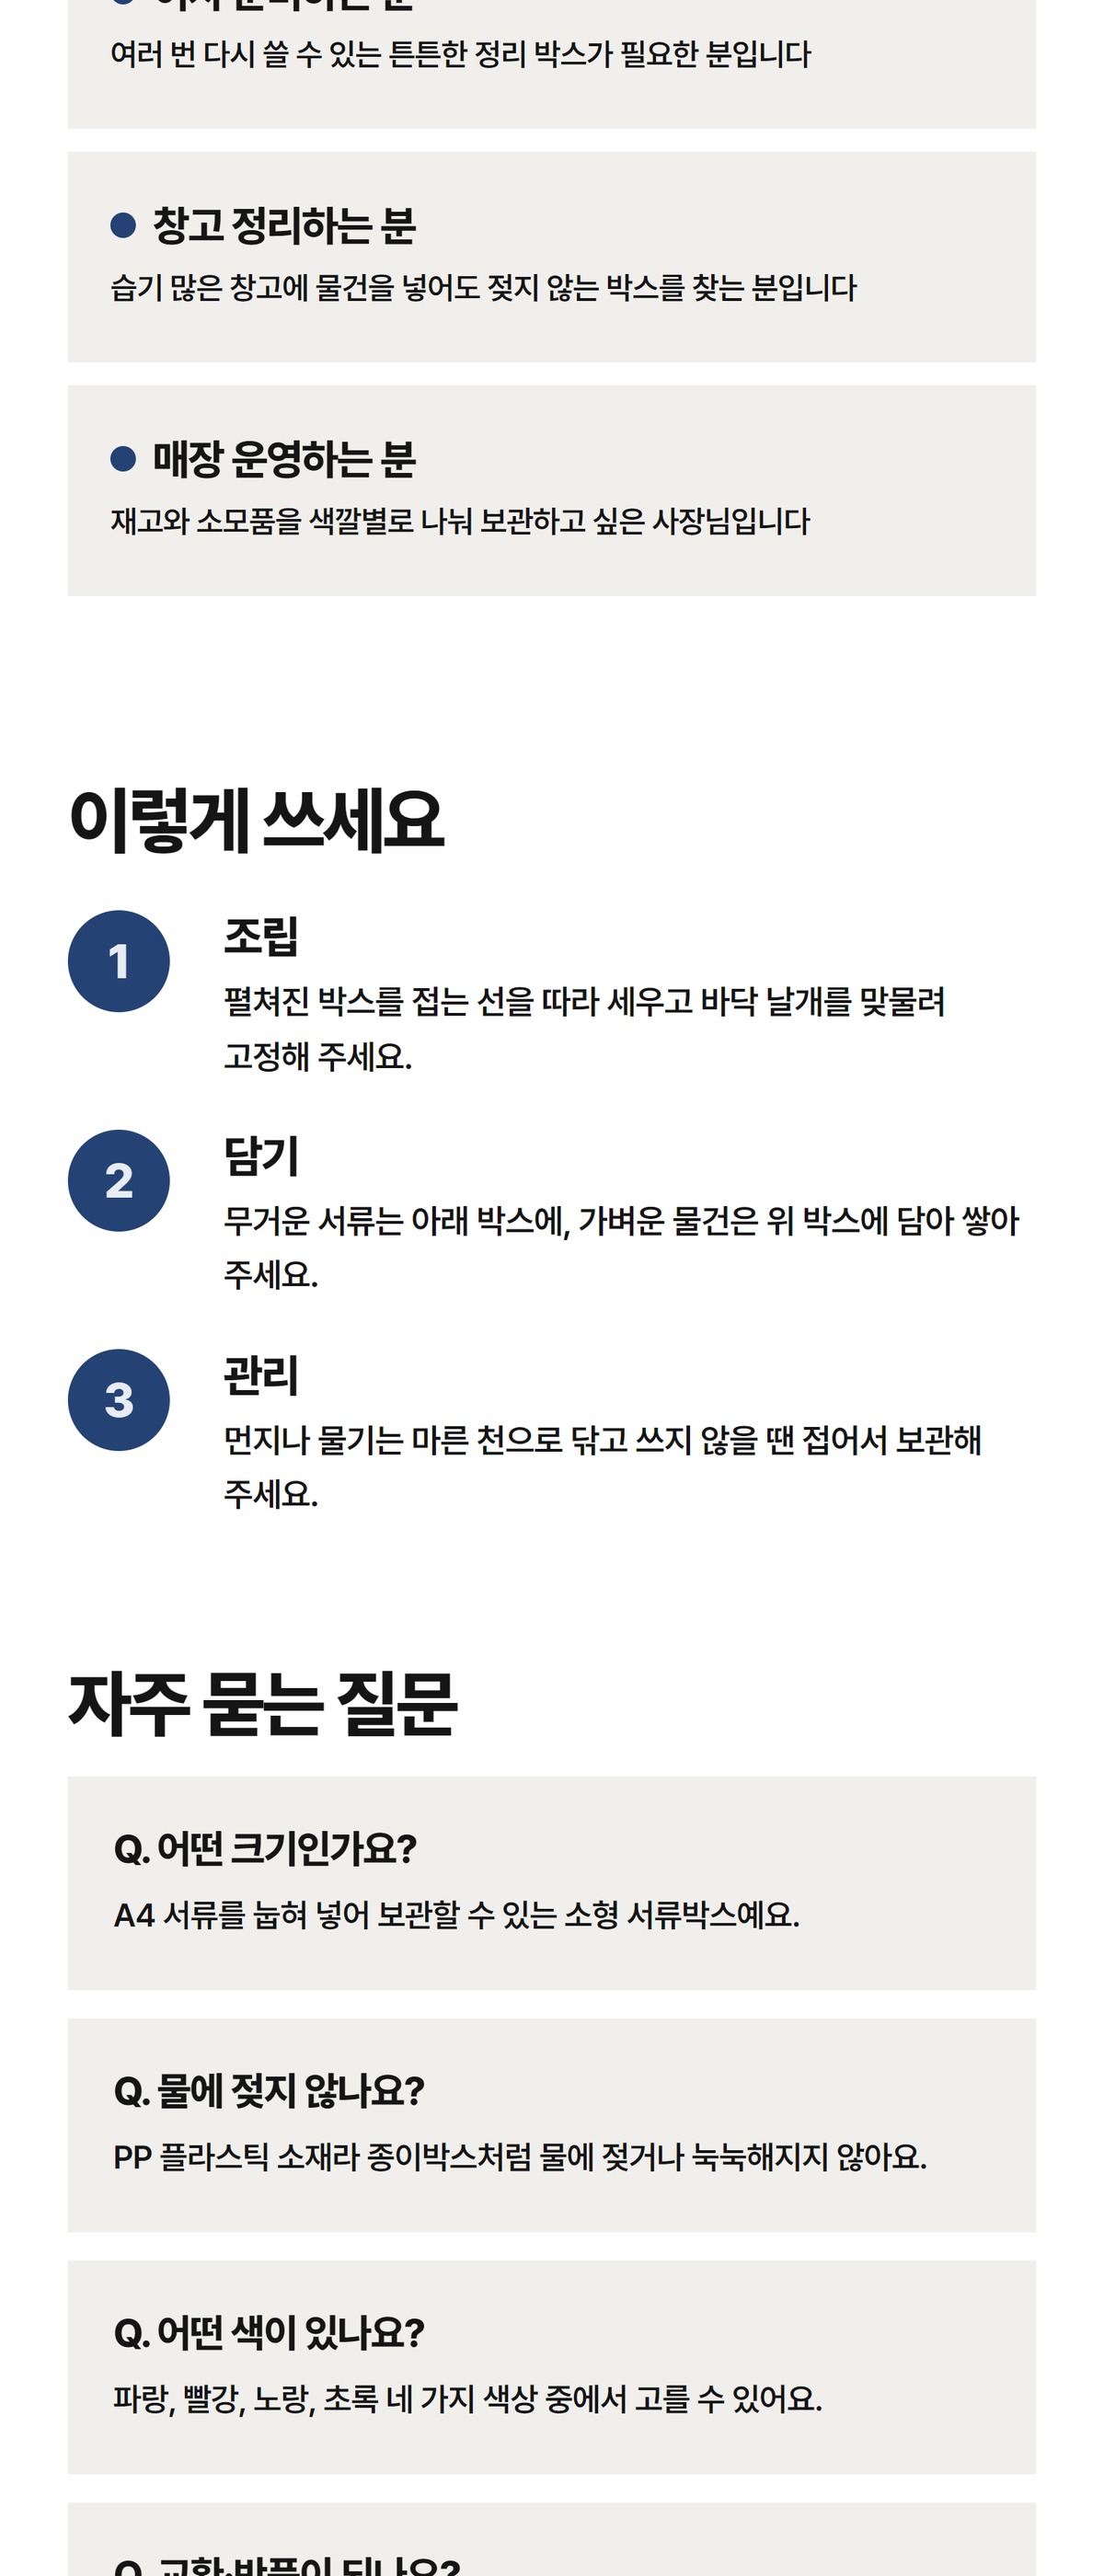 여러 번 다시 쓸 수 있는 튼튼한 정리 박스가 필요한 분입니다
창고 정리하는 분
습기 많은 창고에 물건을 넣어도 젖지 않는 박스를 찾는 분입니다
매장 운영하는 분
재고와 소모품을 색깔별로 나눠 보관하고 싶은 사장님입니다
이렇게 쓰세요
1
조립
펼쳐진 박스를 접는 선을 따라 세우고 바닥 날개를 맞물려
고정해 주세요.
2
담기
무거운 서류는 아래 박스에, 가벼운 물건은 위 박스에 담아 쌓아
주세요.
3
관리
먼지나 물기는 마른 천으로 닦고 쓰지 않을 땐 접어서 보관해
주세요.
자주 묻는 질문
Q. 어떤 크기인가요?
A4 서류를 눕혀 넣어 보관할 수 있는 소형 서류박스예요.
Q. 물에 젖지 않나요?
PP 플라스틱 소재라 종이박스처럼 물에 젖거나 눅눅해지지 않아요.
Q. 어떤 색이 있나요?
파랑, 빨강, 노랑, 초록 네 가지 색상 중에서 고를 수 있어요.
Q. 교환·반품이 되나요?